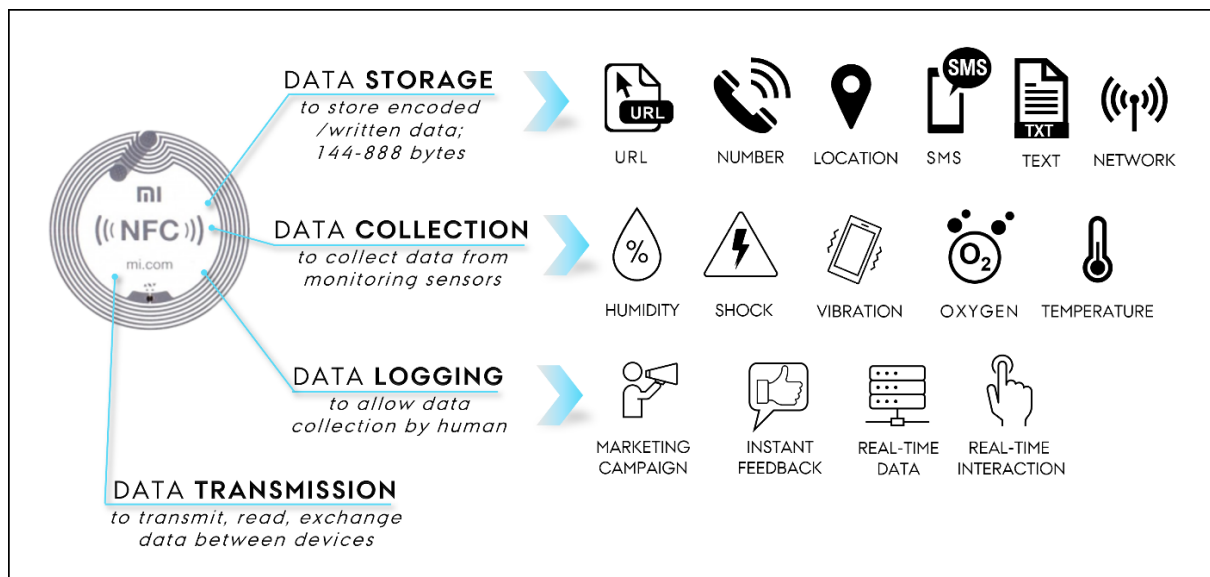 DATA STORAGE
to store encoded
/written data;
144-888 bytes
URL
URL
NUMBER
LOCATION
SMS
SMS
TXT
TEXT
NETWORK
mi
NFC
mi.com
DATA COLLECTION
to collect data from
monitoring sensors
%
HUMIDITY
SHOCK
VIBRATION
O2
OXYGEN
TEMPERATURE
DATA LOGGING
to allow data
collection by human
MARKETING
CAMPAIGN
INSTANT
FEEDBACK
REAL-TIME
DATA
REAL-TIME
INTERACTION
DATA TRANSMISSION
to transmit, read, exchange
data between devices